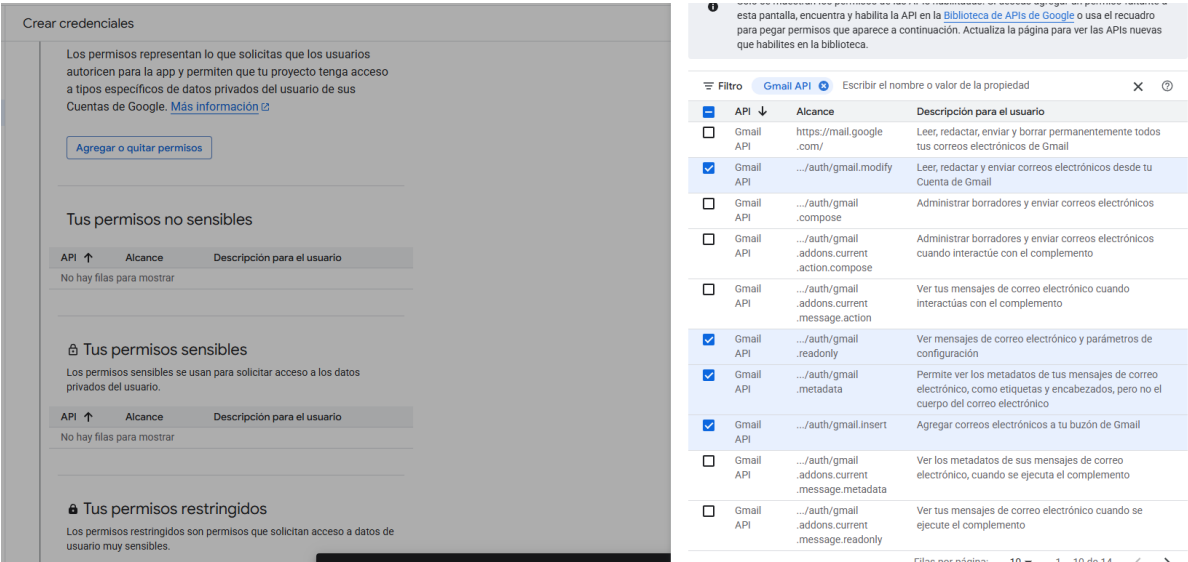 Crear credenciales
Los permisos representan lo que solicitas que los usuarios
autoricen para la app y permiten que tu proyecto tenga acceso
a tipos específicos de datos privados del usuario de sus
Cuentas de Google. Más información
Agregar o quitar permisos
Tus permisos no sensibles
API Alcance Descripción para el usuario
No hay filas para mostrar
Tus permisos sensibles
Los permisos sensibles se usan para solicitar acceso a los datos
privados del usuario.
API Alcance Descripción para el usuario
No hay filas para mostrar
Tus permisos restringidos
Los permisos restringidos son permisos que solicitan acceso a datos de
usuario muy sensibles.
esta pantalla, encuentra y habilita la API en la Biblioteca de APIs de Google o usa el recuadro
para pegar permisos que aparece a continuación. Actualiza la página para ver las APIs nuevas
que habilites en la biblioteca.
Filtro Gmail API Escribir el nombre o valor de la propiedad
API Alcance Descripción para el usuario
Gmail https://mail.google Leer, redactar, enviar y borrar permanentemente todos
API .com/ tus correos electrónicos de Gmail
Gmail .../auth/gmail.modify Leer, redactar y enviar correos electrónicos desde tu
API Cuenta de Gmail
Gmail .../auth/gmail Administrar borradores y enviar correos electrónicos
API .compose
Gmail .../auth/gmail Administrar borradores y enviar correos electrónicos
API .addons.current cuando interactúe con el complemento
.action.compose
Gmail .../auth/gmail Ver tus mensajes de correo electrónico cuando
API .addons.current interactúas con el complemento
.message.action
Gmail .../auth/gmail Ver mensajes de correo electrónico y parámetros de
API .readonly configuración
Gmail .../auth/gmail Permite ver los metadatos de tus mensajes de correo
API .metadata electrónico, como etiquetas y encabezados, pero no el
cuerpo del correo electrónico
Gmail .../auth/gmail.insert Agregar correos electrónicos a tu buzón de Gmail
API
Gmail .../auth/gmail Ver los metadatos de sus mensajes de correo
API .addons.current electrónico, cuando se ejecuta el complemento
.message.metadata
Gmail .../auth/gmail Ver tus mensajes de correo electrónico cuando se
API .addons.current ejecute el complemento
.message.readonly
Filas por página: 10 1 – 10 de 14